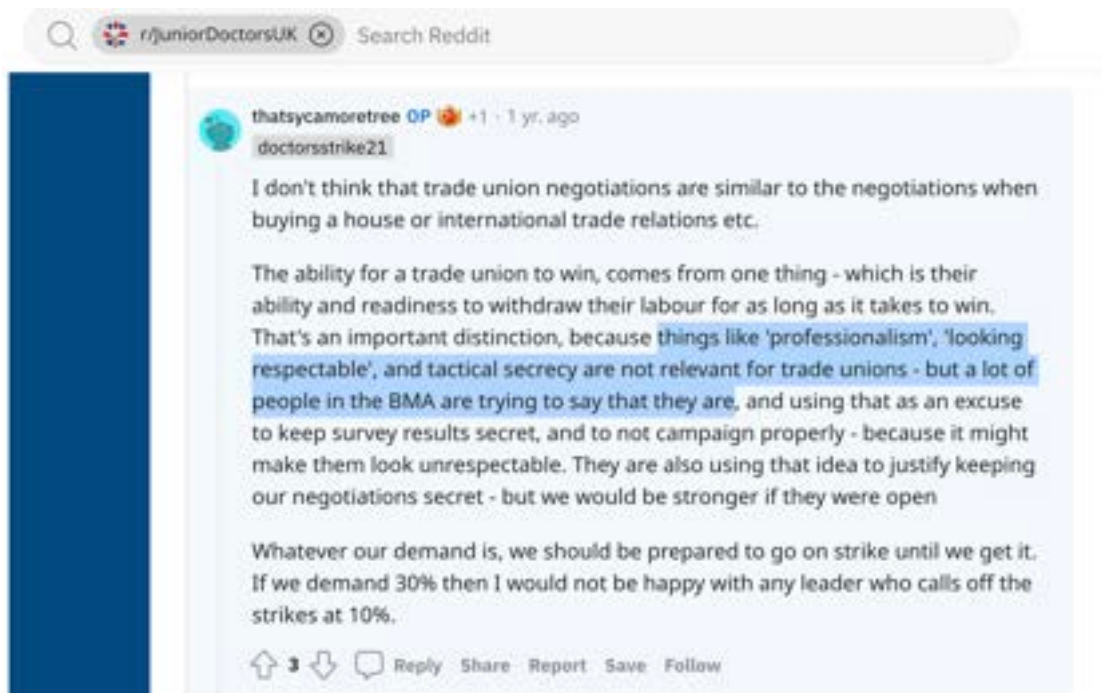 r/JuniorDoctorsUK Search Reddit
thatsycamoretree OP +1 · 1 yr. ago
doctorsstrike21
I don't think that trade union negotiations are similar to the negotiations when
buying a house or international trade relations etc.
The ability for a trade union to win, comes from one thing - which is their
ability and readiness to withdraw their labour for as long as it takes to win.
That's an important distinction, because things like 'professionalism', 'looking
respectable', and tactical secrecy are not relevant for trade unions - but a lot of
people in the BMA are trying to say that they are, and using that as an excuse
to keep survey results secret, and to not campaign properly - because it might
make them look unrespectable. They are also using that idea to justify keeping
our negotiations secret - but we would be stronger if they were open
Whatever our demand is, we should be prepared to go on strike until we get it.
If we demand 30% then I would not be happy with any leader who calls off the
strikes at 10%.
3 Reply Share Report Save Follow